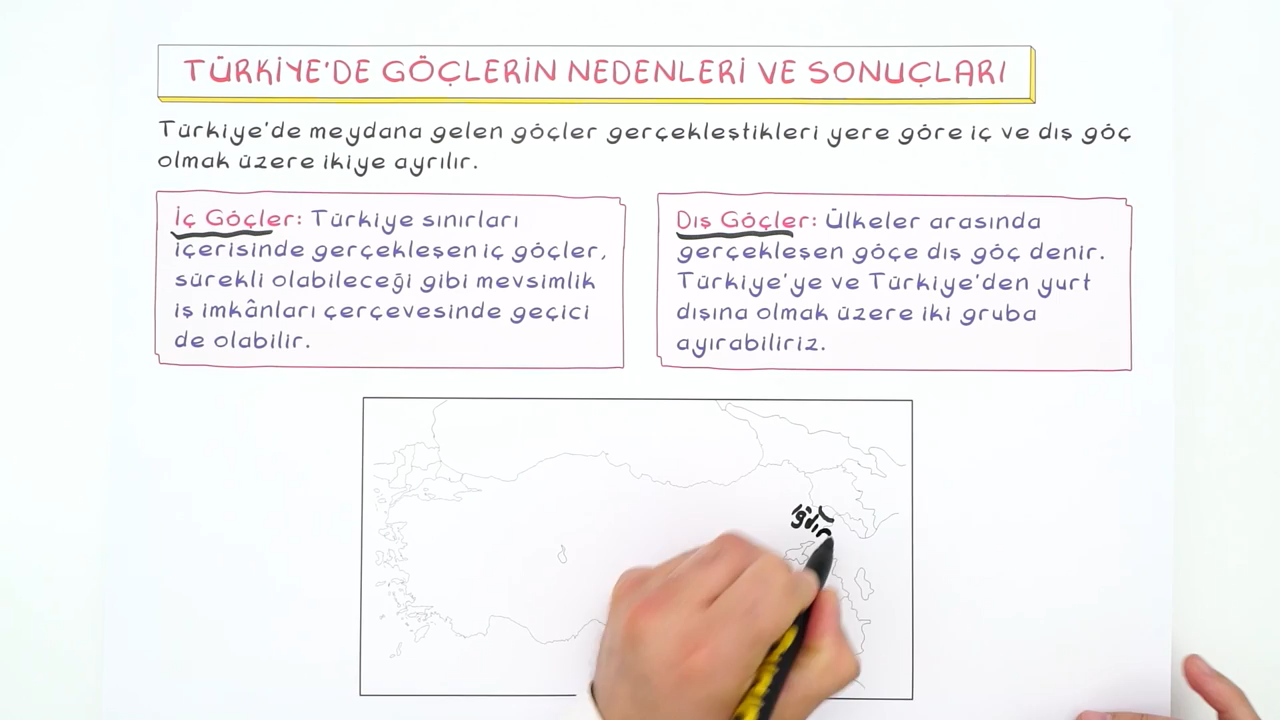 TÜRKİYE'DE GÖÇLERİN NEDENLERİ VE SONUÇLARI
Türkiye'de meydana gelen göçler gerçekleştikleri yere göre iç ve dış göç
olmak üzere ikiye ayrılır.
İç Göçler: Türkiye sınırları
içerisinde gerçekleşen iç göçler,
sürekli olabileceği gibi mevsimlik
iş imkânları çerçevesinde geçici
de olabilir.
Dış Göçler: Ülkeler arasında
gerçekleşen göçe dış göç denir.
Türkiye'ye ve Türkiye'den yurt
dışına olmak üzere iki gruba
ayırabiliriz.
Iğdır